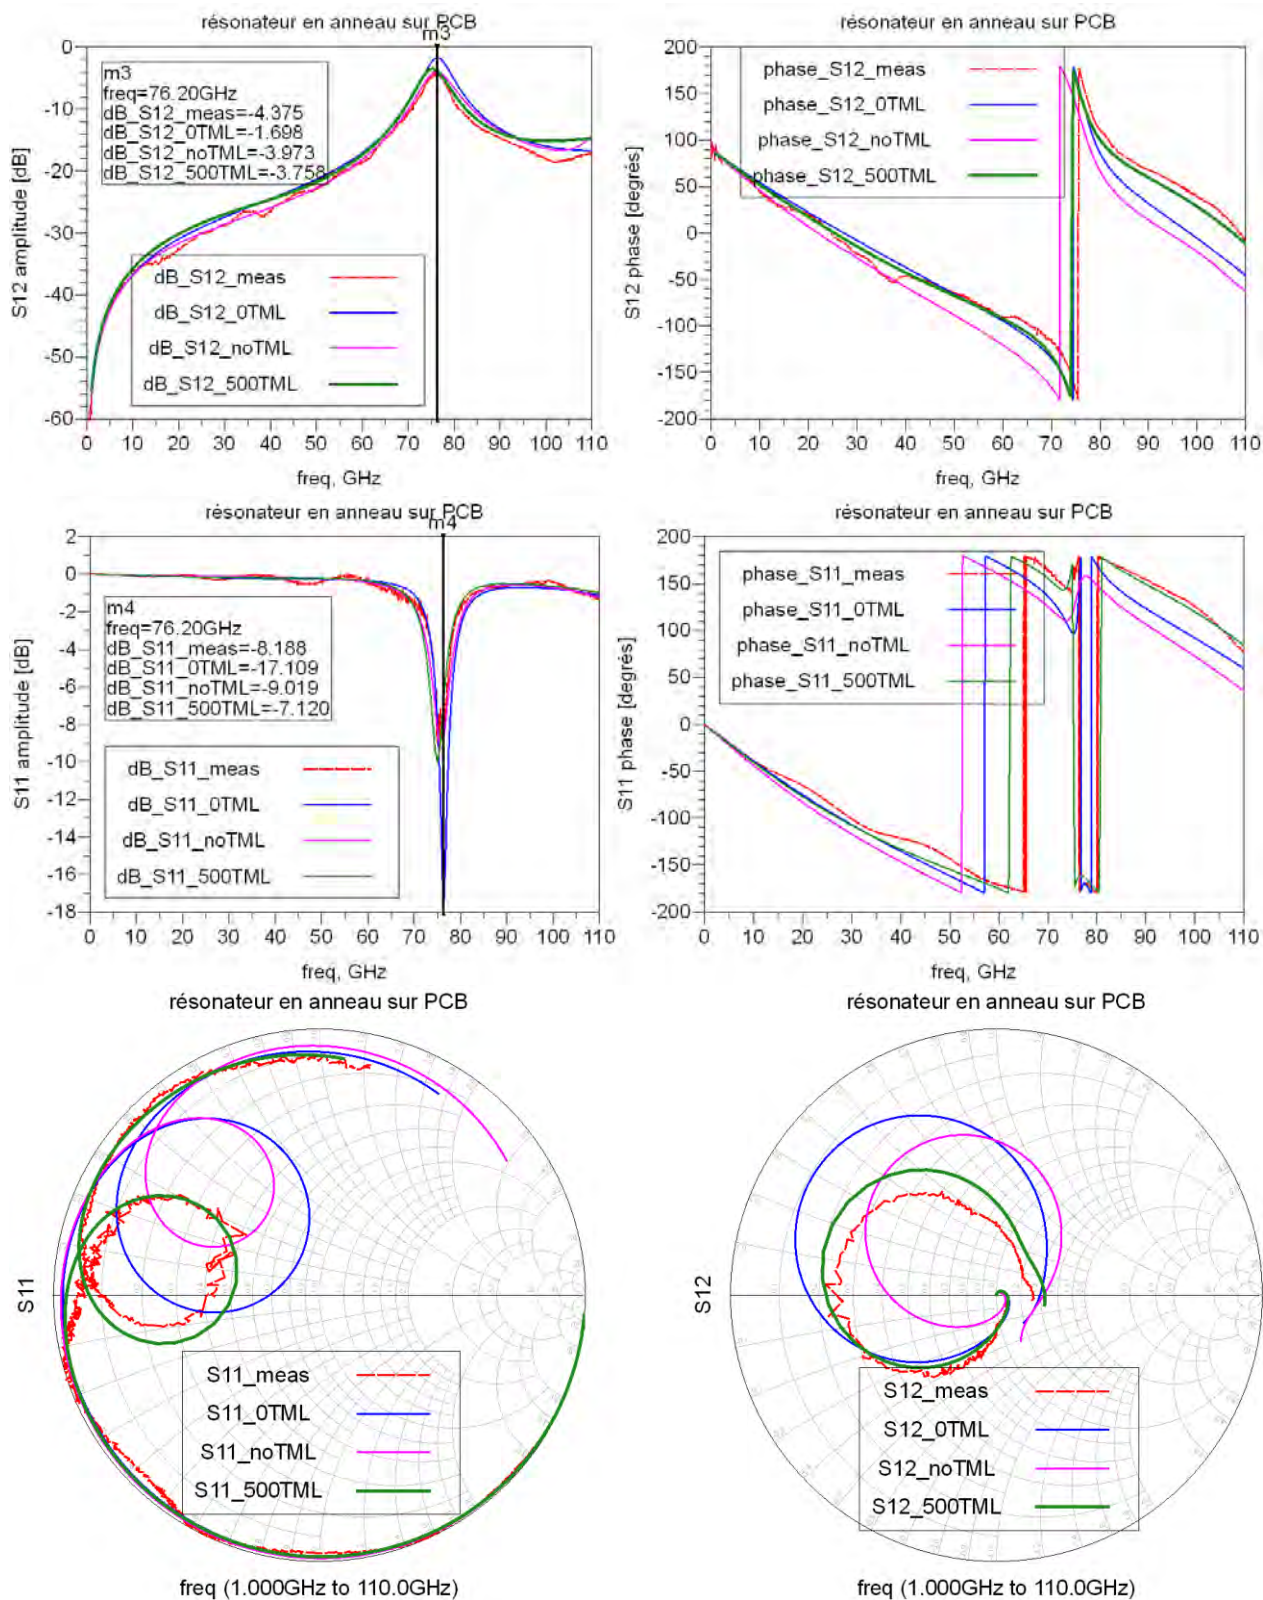 résonateur en anneau sur PCB
m3
m3
freq=76.20GHz
dB_S12_meas=-4.375
dB_S12_0TML=-1.698
dB_S12_noTML=-3.973
dB_S12_500TML=-3.758
dB_S12_meas
dB_S12_0TML
dB_S12_noTML
dB_S12_500TML
S12 amplitude [dB]
0
-10
-20
-30
-40
-50
-60
0 10 20 30 40 50 60 70 80 90 100 110
freq, GHz
résonateur en anneau sur PCB
phase_S12_meas
phase_S12_0TML
phase_S12_noTML
phase_S12_500TML
S12 phase [degrés]
200
150
100
50
0
-50
-100
-150
-200
0 10 20 30 40 50 60 70 80 90 100 110
freq, GHz
résonateur en anneau sur PCB
m4
m4
freq=76.20GHz
dB_S11_meas=-8.188
dB_S11_0TML=-17.109
dB_S11_noTML=-9.019
dB_S11_500TML=-7.120
dB_S11_meas
dB_S11_0TML
dB_S11_noTML
dB_S11_500TML
S11 amplitude [dB]
2
0
-2
-4
-6
-8
-10
-12
-14
-16
-18
0 10 20 30 40 50 60 70 80 90 100 110
freq, GHz
résonateur en anneau sur PCB
phase_S11_meas
phase_S11_0TML
phase_S11_noTML
phase_S11_500TML
S11 phase [degrés]
200
150
100
50
0
-50
-100
-150
-200
0 10 20 30 40 50 60 70 80 90 100 110
freq, GHz
résonateur en anneau sur PCB
S11
S11_meas
S11_0TML
S11_noTML
S11_500TML
freq (1.000GHz to 110.0GHz)
résonateur en anneau sur PCB
S12
S12_meas
S12_0TML
S12_noTML
S12_500TML
freq (1.000GHz to 110.0GHz)